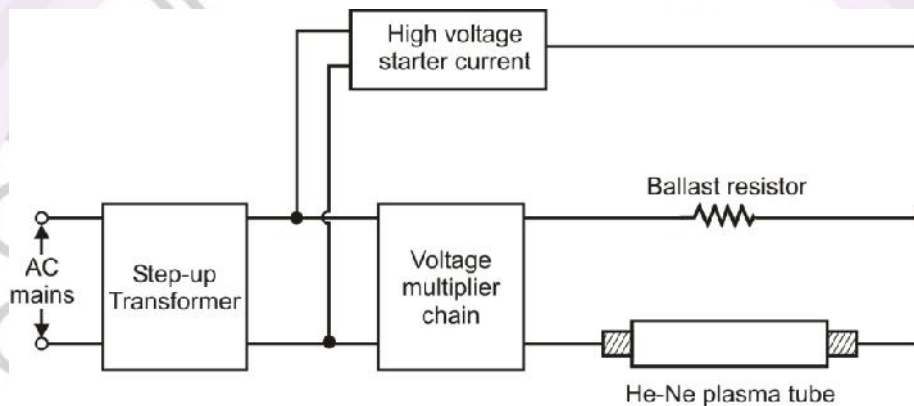 High voltage
starter current
Ballast resistor
AC
mains
Step-up
Transformer
Voltage
multiplier
chain
He-Ne plasma tube